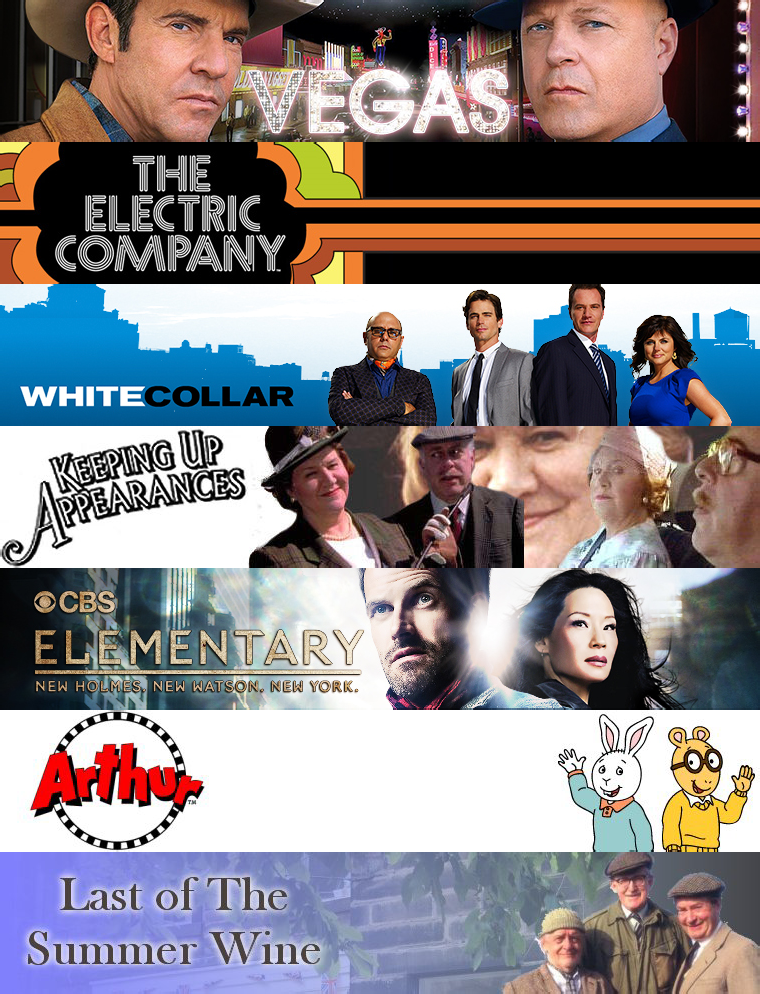 VEGAS
THE
ELECTRIC
COMPANY
WHITECOLLAR
KEEPING UP
APPEARANCES
CBS
ELEMENTARY
NEW HOLMES. NEW WATSON. NEW YORK.
Arthur™
Last of The
Summer Wine